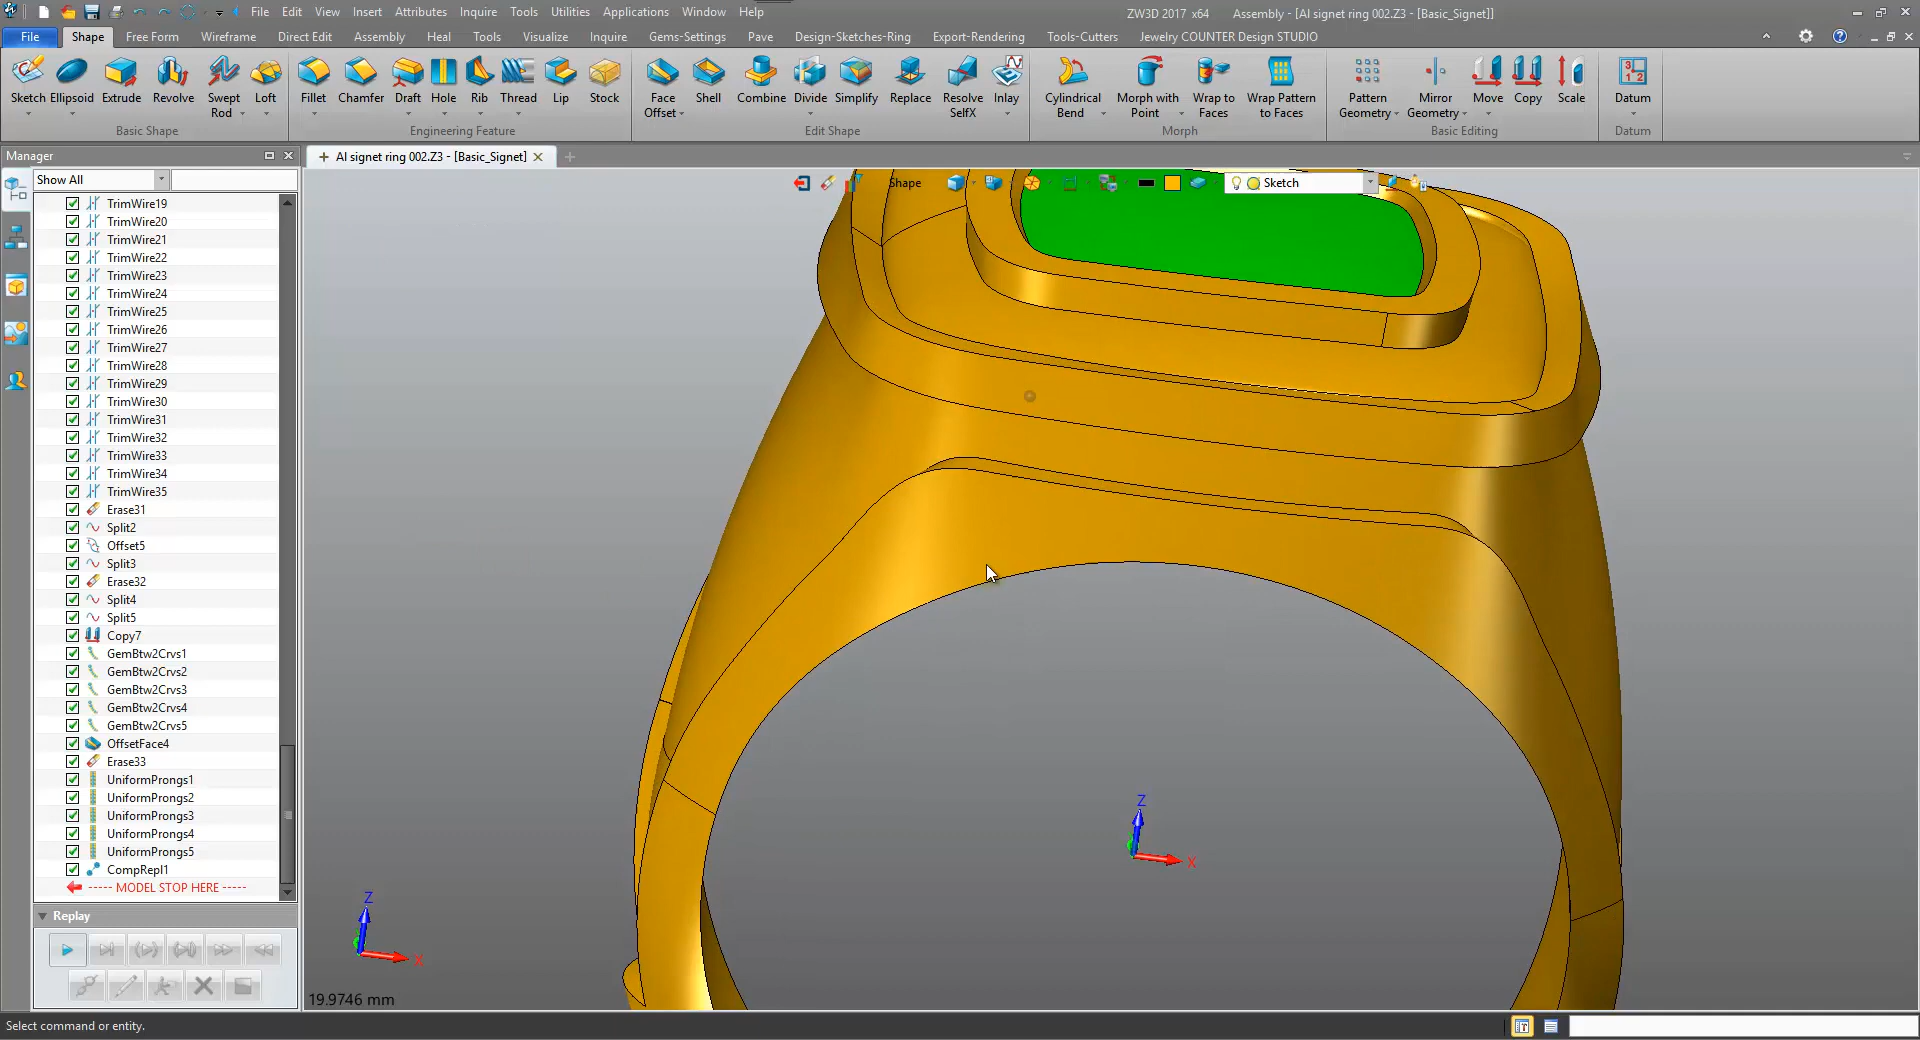 File Edit View Insert Attributes Inquire Tools Utilities Applications Window Help
ZW3D 2017 x64 Assembly - [AI signet ring 002.Z3 - [Basic_Signet]]
File Shape Free Form Wireframe Direct Edit Assembly Heal Tools Visualize Inquire Gems-Settings Pave Design-Sketches-Ring Export-Rendering Tools-Cutters Jewelry COUNTER Design STUDIO
Sketch Ellipsoid Extrude Revolve Swept Rod Loft
Basic Shape
Fillet Chamfer Draft Hole Rib Thread Lip Stock
Engineering Feature
Face Offset Shell Combine Divide Simplify Replace Resolve SelfX Inlay
Edit Shape
Cylindrical Bend Morph with Point Wrap to Faces Wrap Pattern to Faces
Morph
Pattern Geometry Mirror Geometry Move Copy Scale
Basic Editing
Datum
Datum
Manager
AI signet ring 002.Z3 - [Basic_Signet]
Show All
Shape
Sketch
TrimWire19
TrimWire20
TrimWire21
TrimWire22
TrimWire23
TrimWire24
TrimWire25
TrimWire26
TrimWire27
TrimWire28
TrimWire29
TrimWire30
TrimWire31
TrimWire32
TrimWire33
TrimWire34
TrimWire35
Erase31
Split2
Offset5
Split3
Erase32
Split4
Split5
Copy7
GemBtw2Crvs1
GemBtw2Crvs2
GemBtw2Crvs3
GemBtw2Crvs4
GemBtw2Crvs5
OffsetFace4
Erase33
UniformProngs1
UniformProngs2
UniformProngs3
UniformProngs4
UniformProngs5
CompRepl1
----- MODEL STOP HERE -----
Replay
Z
X
Z
X
19.9746 mm
Select command or entity.